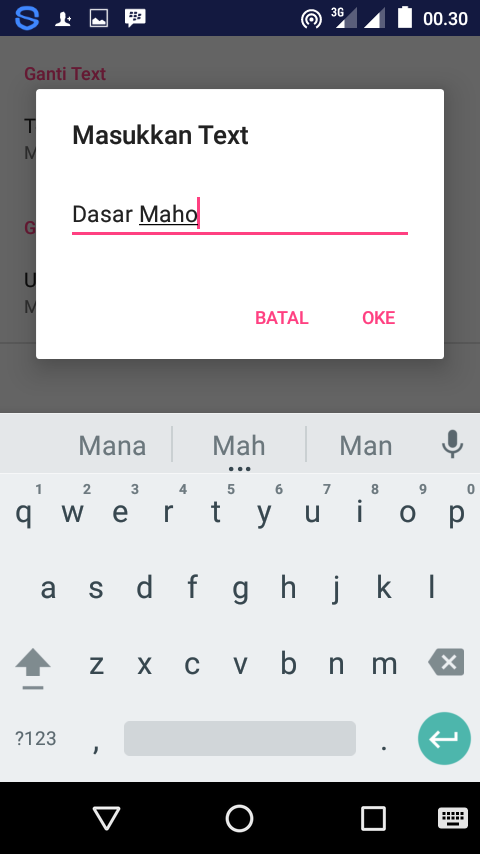 3G 00.30
Ganti Text
Masukkan Text
Dasar Maho
BATAL OKE
Mana Mah Man
1 2 3 4 5 6 7 8 9 0
q w e r t y u i o p
a s d f g h j k l
z x c v b n m
?123 , .